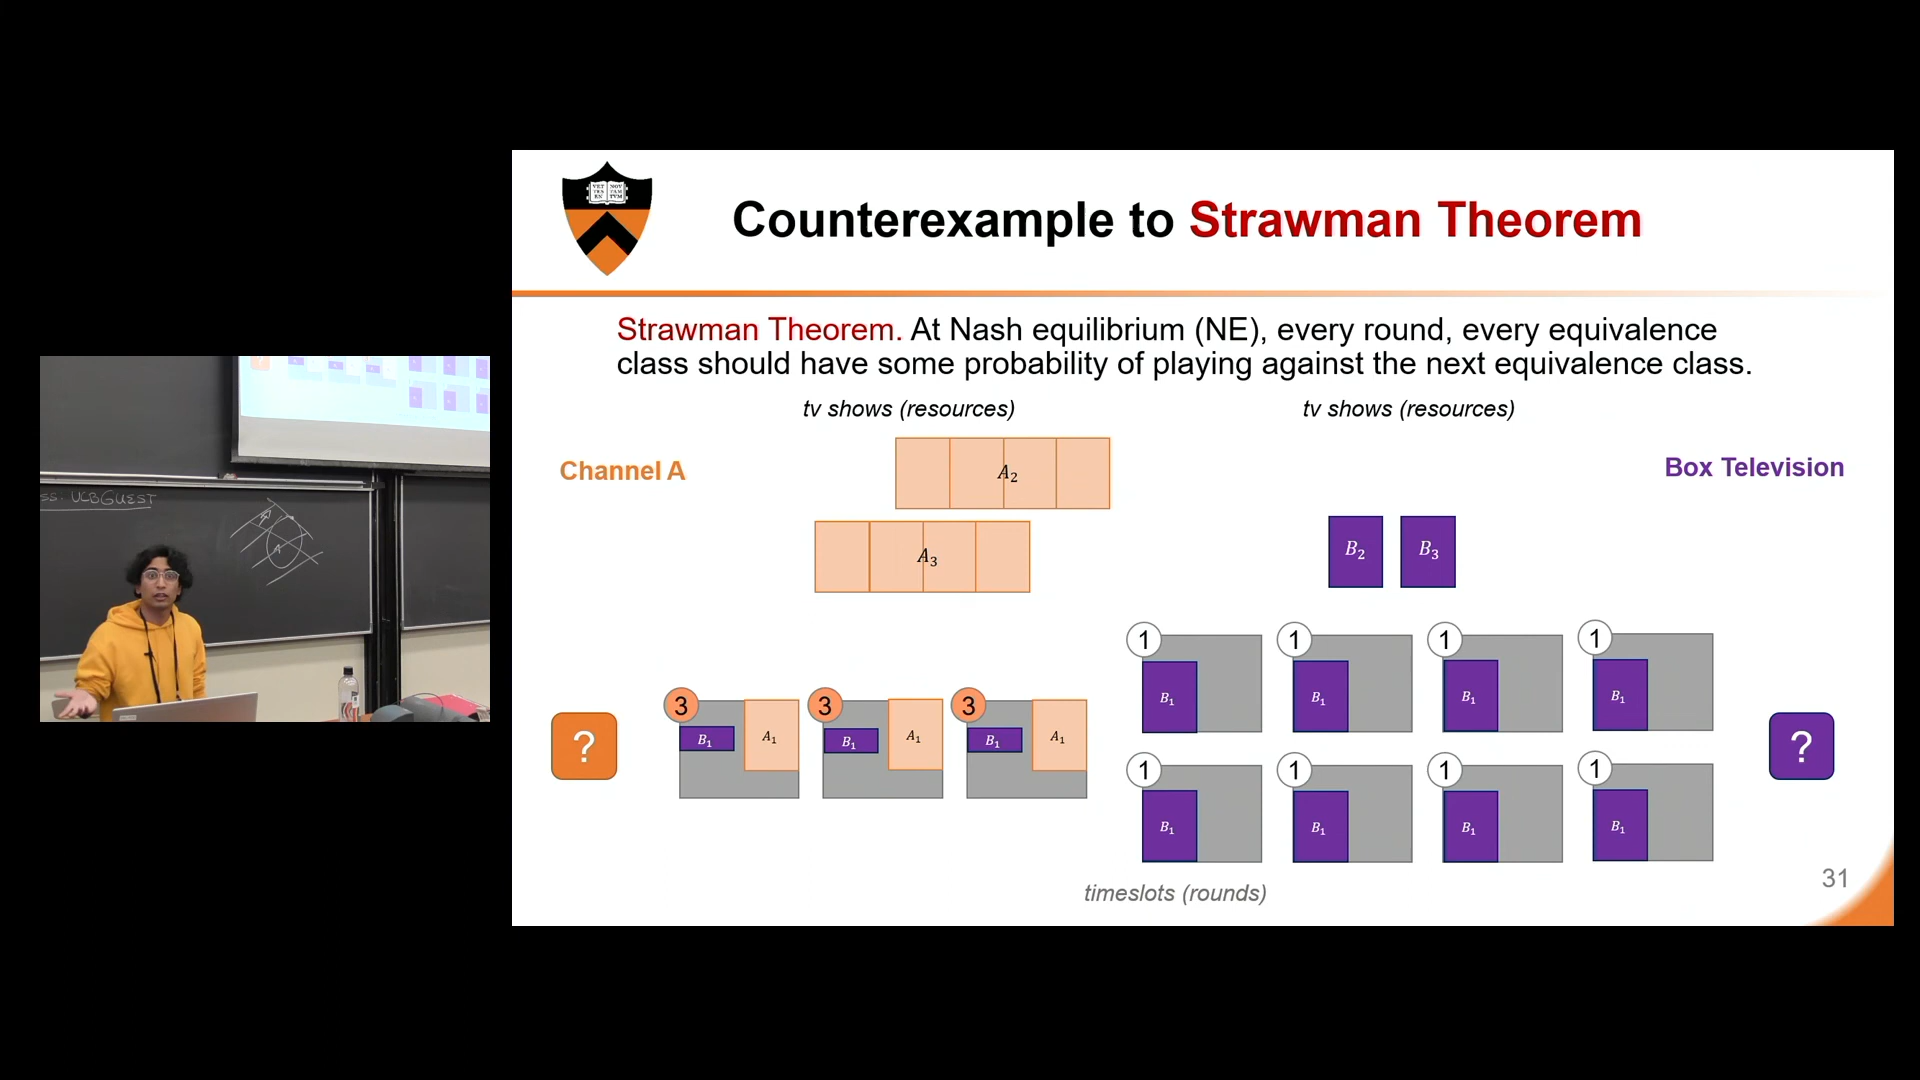 Counterexample to Strawman Theorem
Strawman Theorem. At Nash equilibrium (NE), every round, every equivalence
class should have some probability of playing against the next equivalence class.
tv shows (resources)
tv shows (resources)
Channel A
A₂
Box Television
A₃
B₂
B₃
3
B₁
A₁
3
B₁
A₁
3
B₁
A₁
1
B₁
1
B₁
1
B₁
1
B₁
1
B₁
1
B₁
1
B₁
1
B₁
?
?
timeslots (rounds)
31
SS: UCBGUEST